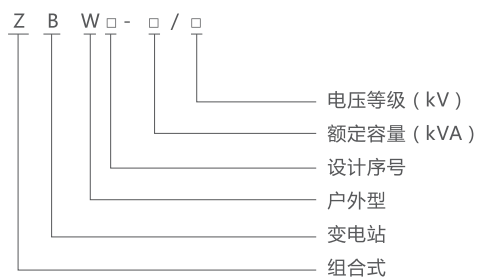 Z B W □ - □ / □
电压等级（kV）
额定容量（kVA）
设计序号
户外型
变电站
组合式